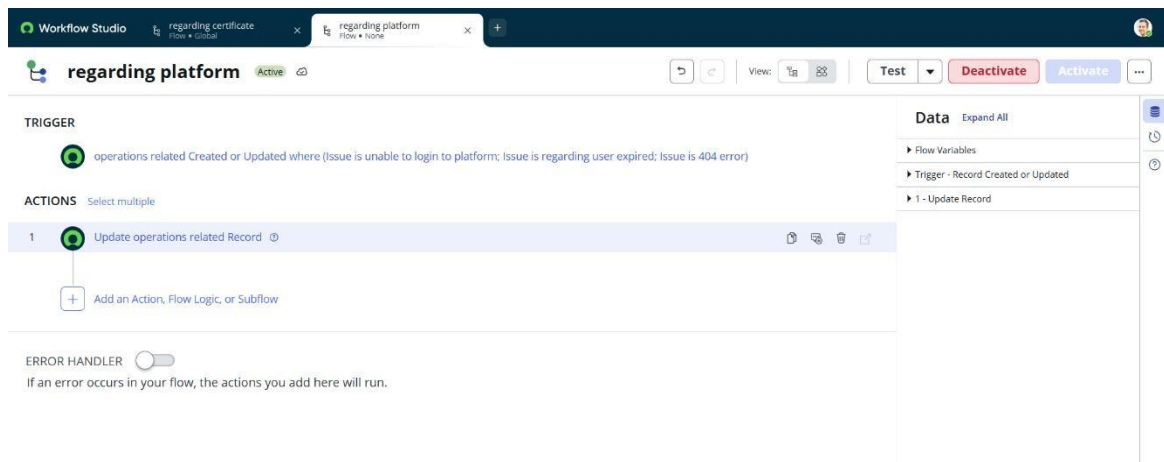 Workflow Studio
regarding certificate
Flow • Global
regarding platform
Flow • None
regarding platform
Active
View:
Test
Deactivate
Activate
TRIGGER
operations related Created or Updated where (Issue is unable to login to platform; Issue is regarding user expired; Issue is 404 error)
ACTIONS Select multiple
1 Update operations related Record
Add an Action, Flow Logic, or Subflow
ERROR HANDLER
If an error occurs in your flow, the actions you add here will run.
Data Expand All
Flow Variables
Trigger - Record Created or Updated
1 - Update Record